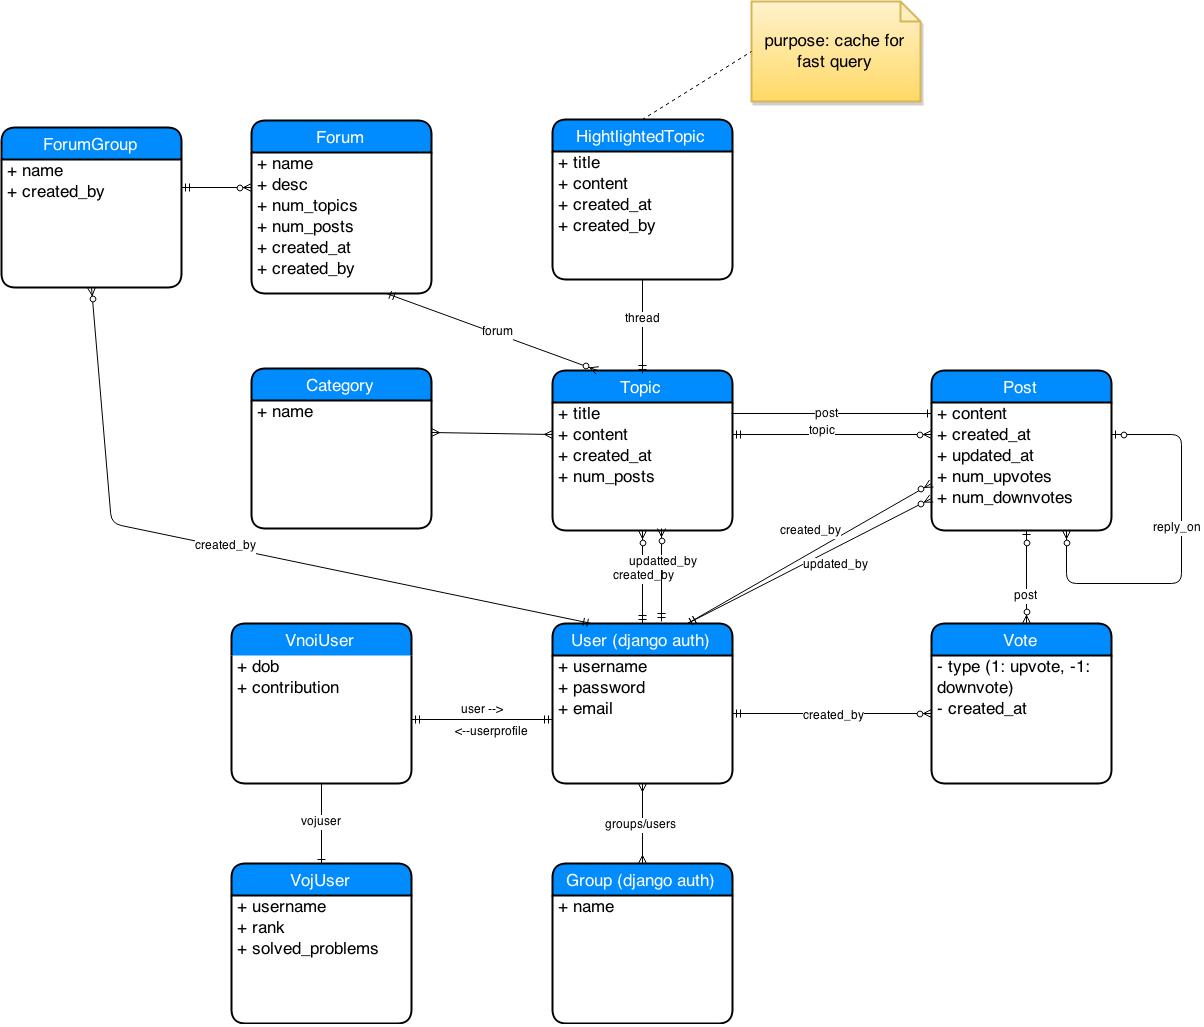 purpose: cache for
fast query
ForumGroup
+ name
+ created_by
Forum
+ name
+ desc
+ num_topics
+ num_posts
+ created_at
+ created_by
HightlightedTopic
+ title
+ content
+ created_at
+ created_by
thread
forum
Category
+ name
Topic
+ title
+ content
+ created_at
+ num_posts
post
topic
Post
+ content
+ created_at
+ updated_at
+ num_upvotes
+ num_downvotes
reply_on
created_by
updated_by
updatted_by
created_by
created_by
post
VnoiUser
+ dob
+ contribution
user -->
<--userprofile
User (django auth)
+ username
+ password
+ email
created_by
Vote
- type (1: upvote, -1:
downvote)
- created_at
vojuser
groups/users
VojUser
+ username
+ rank
+ solved_problems
Group (django auth)
+ name